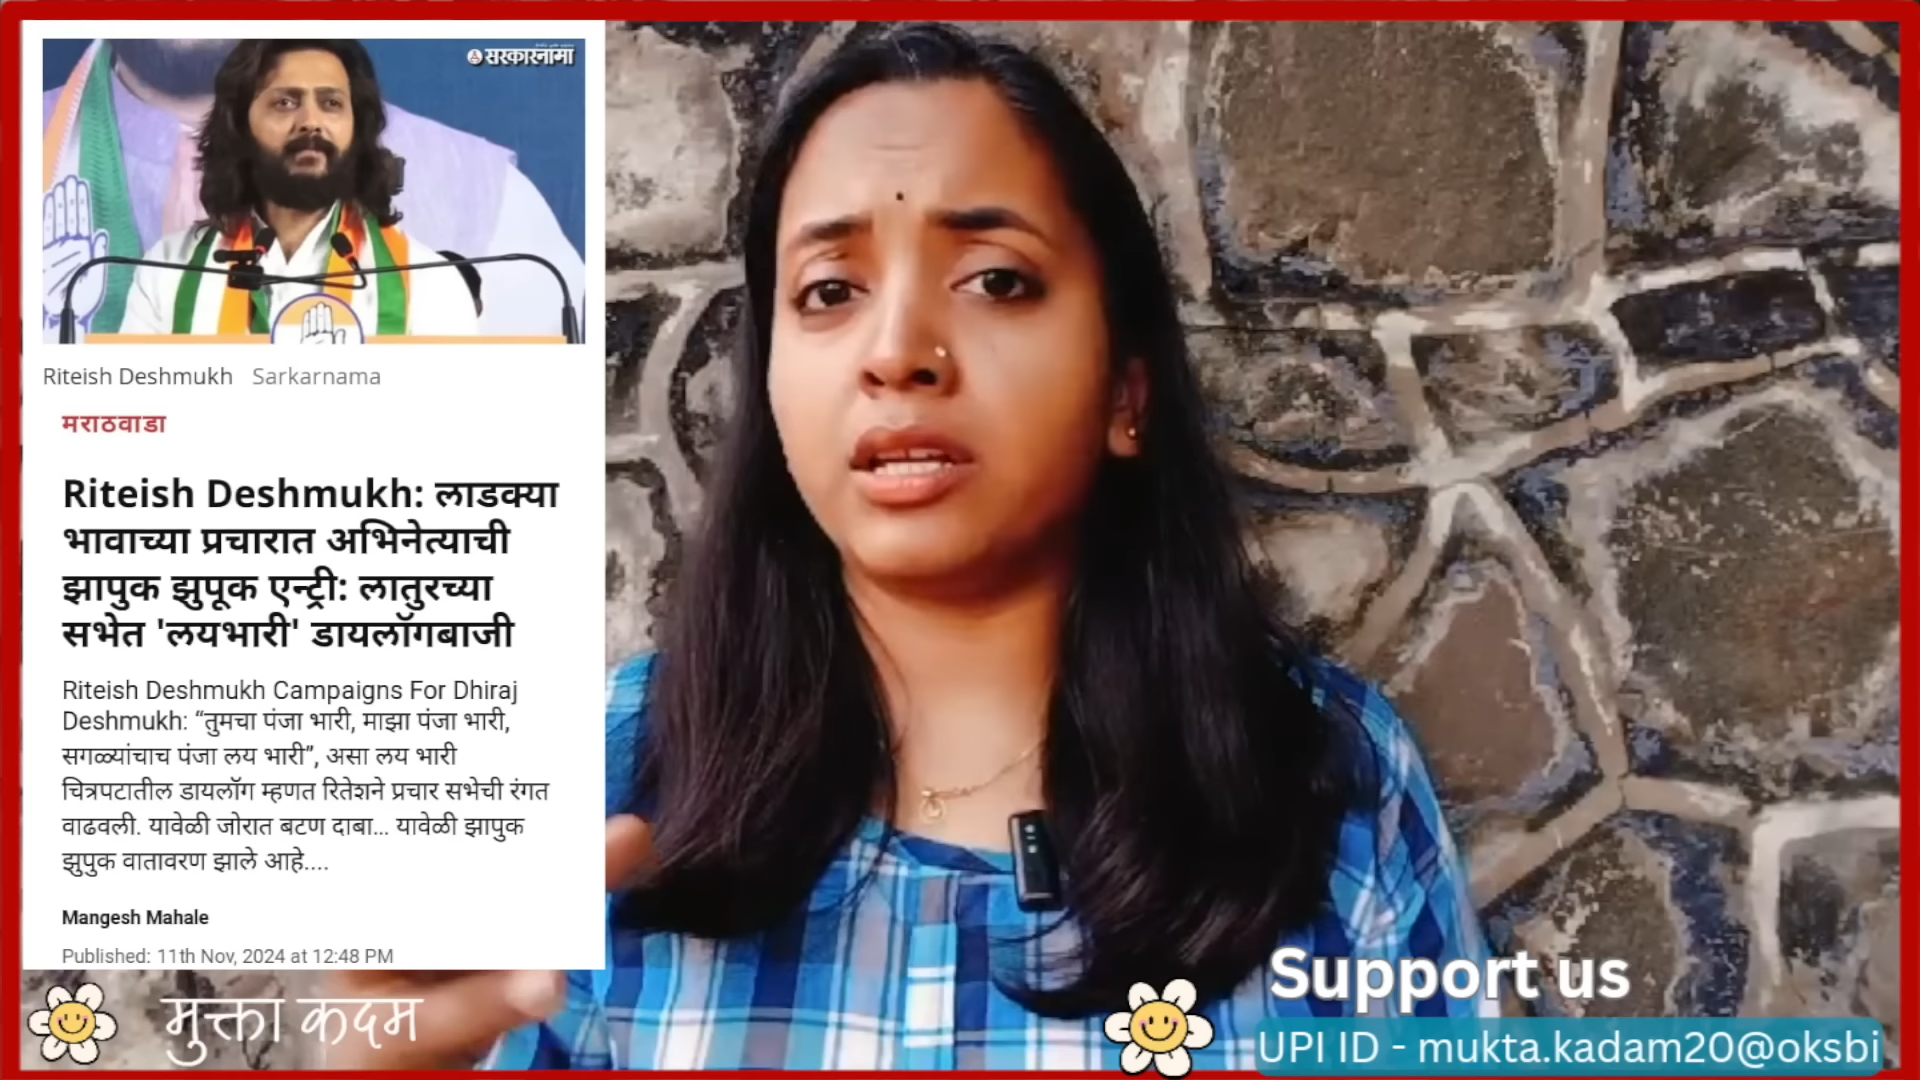 सरकारनामा
Riteish Deshmukh Sarkarnama
मराठवाडा
Riteish Deshmukh: लाडक्या
भावाच्या प्रचारात अभिनेत्याची
झापुक झुपूक एन्ट्री: लातुरच्या
सभेत 'लयभारी' डायलॉगबाजी
Riteish Deshmukh Campaigns For Dhiraj
Deshmukh: “तुमचा पंजा भारी, माझा पंजा भारी,
सगळ्यांचाच पंजा लय भारी”, असा लय भारी
चित्रपटातील डायलॉग म्हणत रितेशने प्रचार सभेची रंगत
वाढवली. यावेळी जोरात बटण दाबा... यावेळी झापुक
झुपुक वातावरण झाले आहे....
Mangesh Mahale
Published: 11th Nov, 2024 at 12:48 PM
मुक्ता कदम
Support us
UPI ID - mukta.kadam20@oksbi